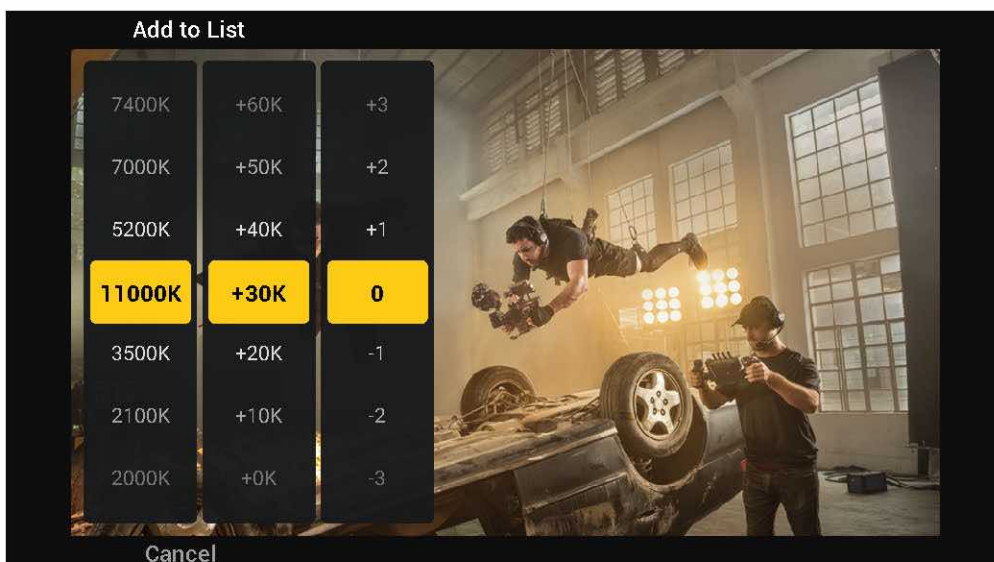 Add to List
7400K +60K +3
7000K +50K +2
5200K +40K +1
11000K +30K 0
3500K +20K -1
2100K +10K -2
2000K +0K -3
Cancel